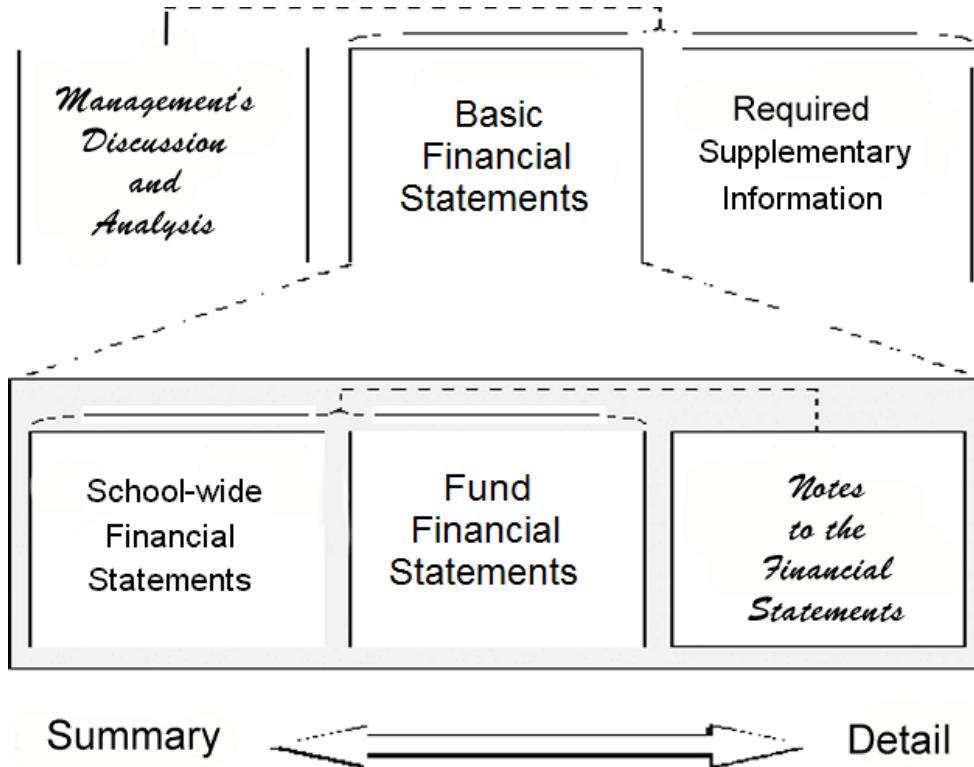 Management's
Discussion
and
Analysis
Basic
Financial
Statements
Required
Supplementary
Information
School-wide
Financial
Statements
Fund
Financial
Statements
Notes
to the
Financial
Statements
Summary
Detail